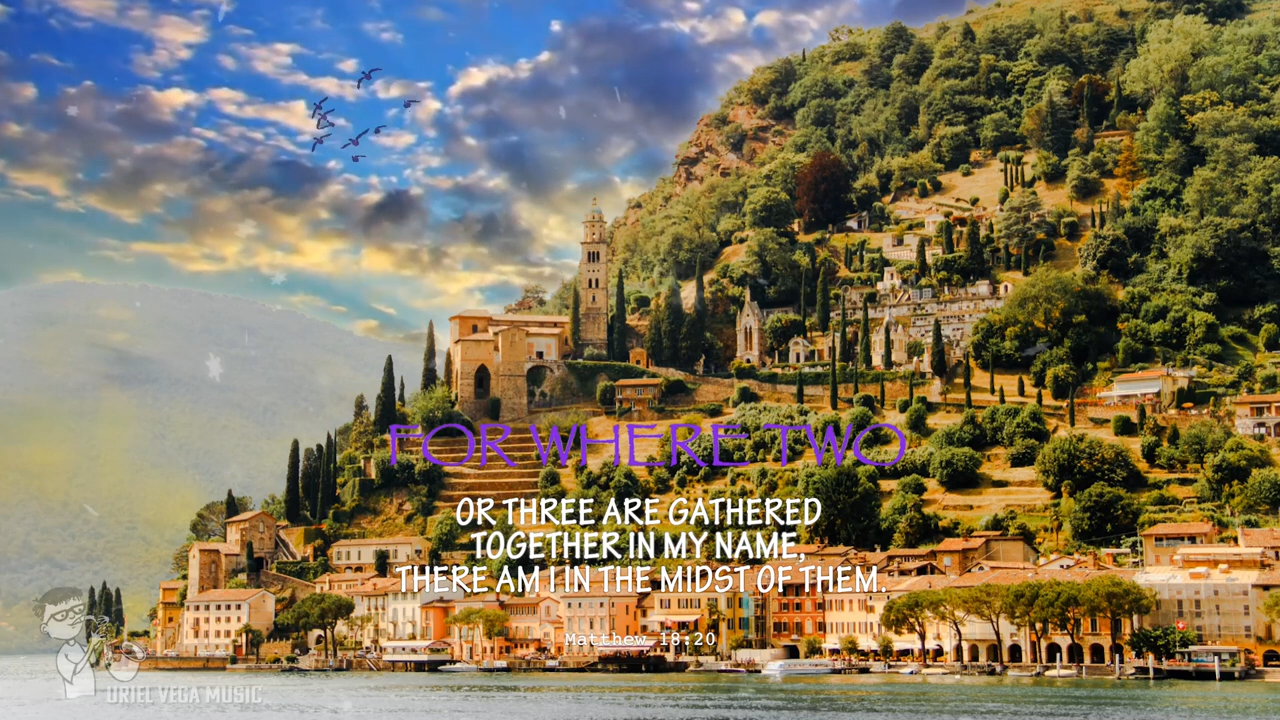 FOR WHERE TWO
OR THREE ARE GATHERED
TOGETHER IN MY NAME,
THERE AM I IN THE MIDST OF THEM.
Matthew 18:20
URIEL VEGA MUSIC